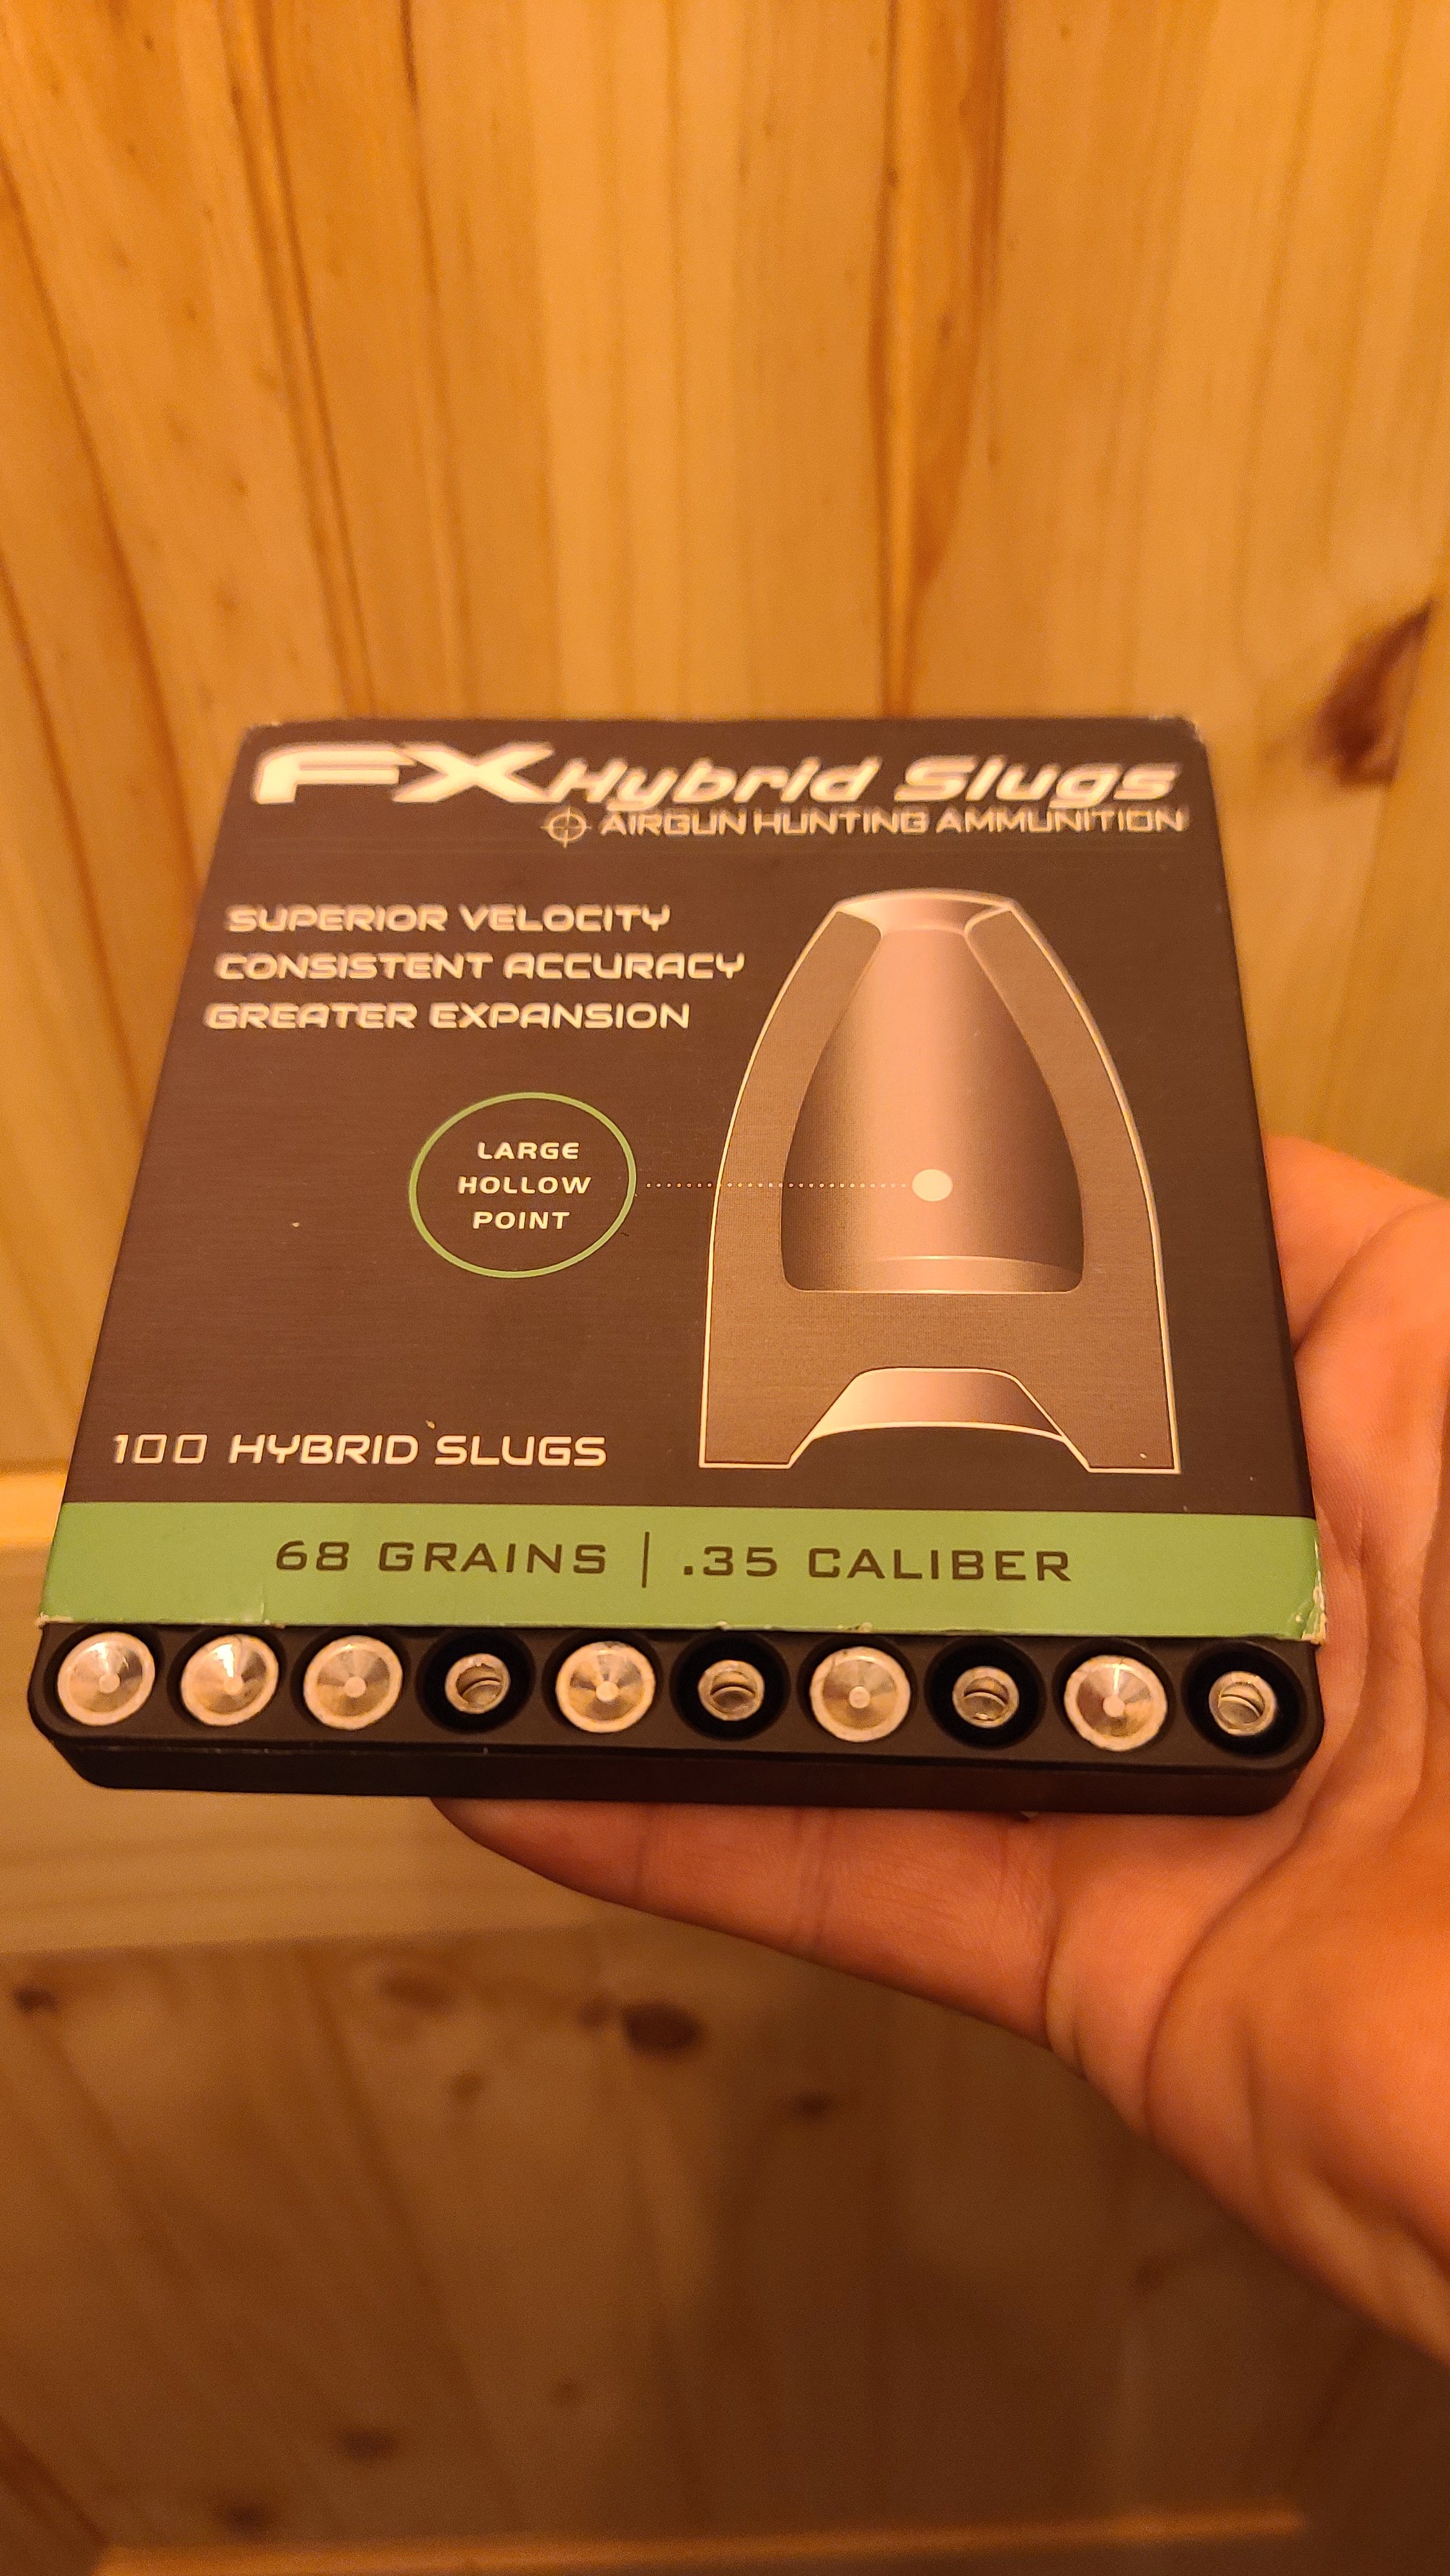 FX Hybrid Slugs
AIRGUN HUNTING AMMUNITION
SUPERIOR VELOCITY
CONSISTENT ACCURACY
GREATER EXPANSION
LARGE
HOLLOW
POINT
100 HYBRID SLUGS
68 GRAINS | .35 CALIBER